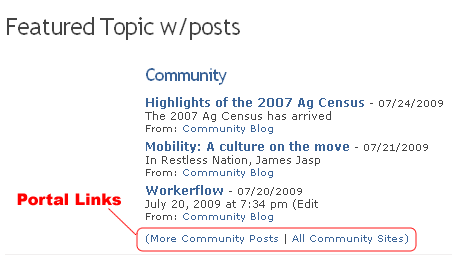 Featured Topic w/posts
Community
Highlights of the 2007 Ag Census - 07/24/2009
The 2007 Ag Census has arrived
From: Community Blog
Mobility: A culture on the move - 07/21/2009
In Restless Nation, James Jasp
From: Community Blog
Workerflow - 07/20/2009
July 20, 2009 at 7:34 pm (Edit
From: Community Blog
Portal Links
(More Community Posts | All Community Sites)